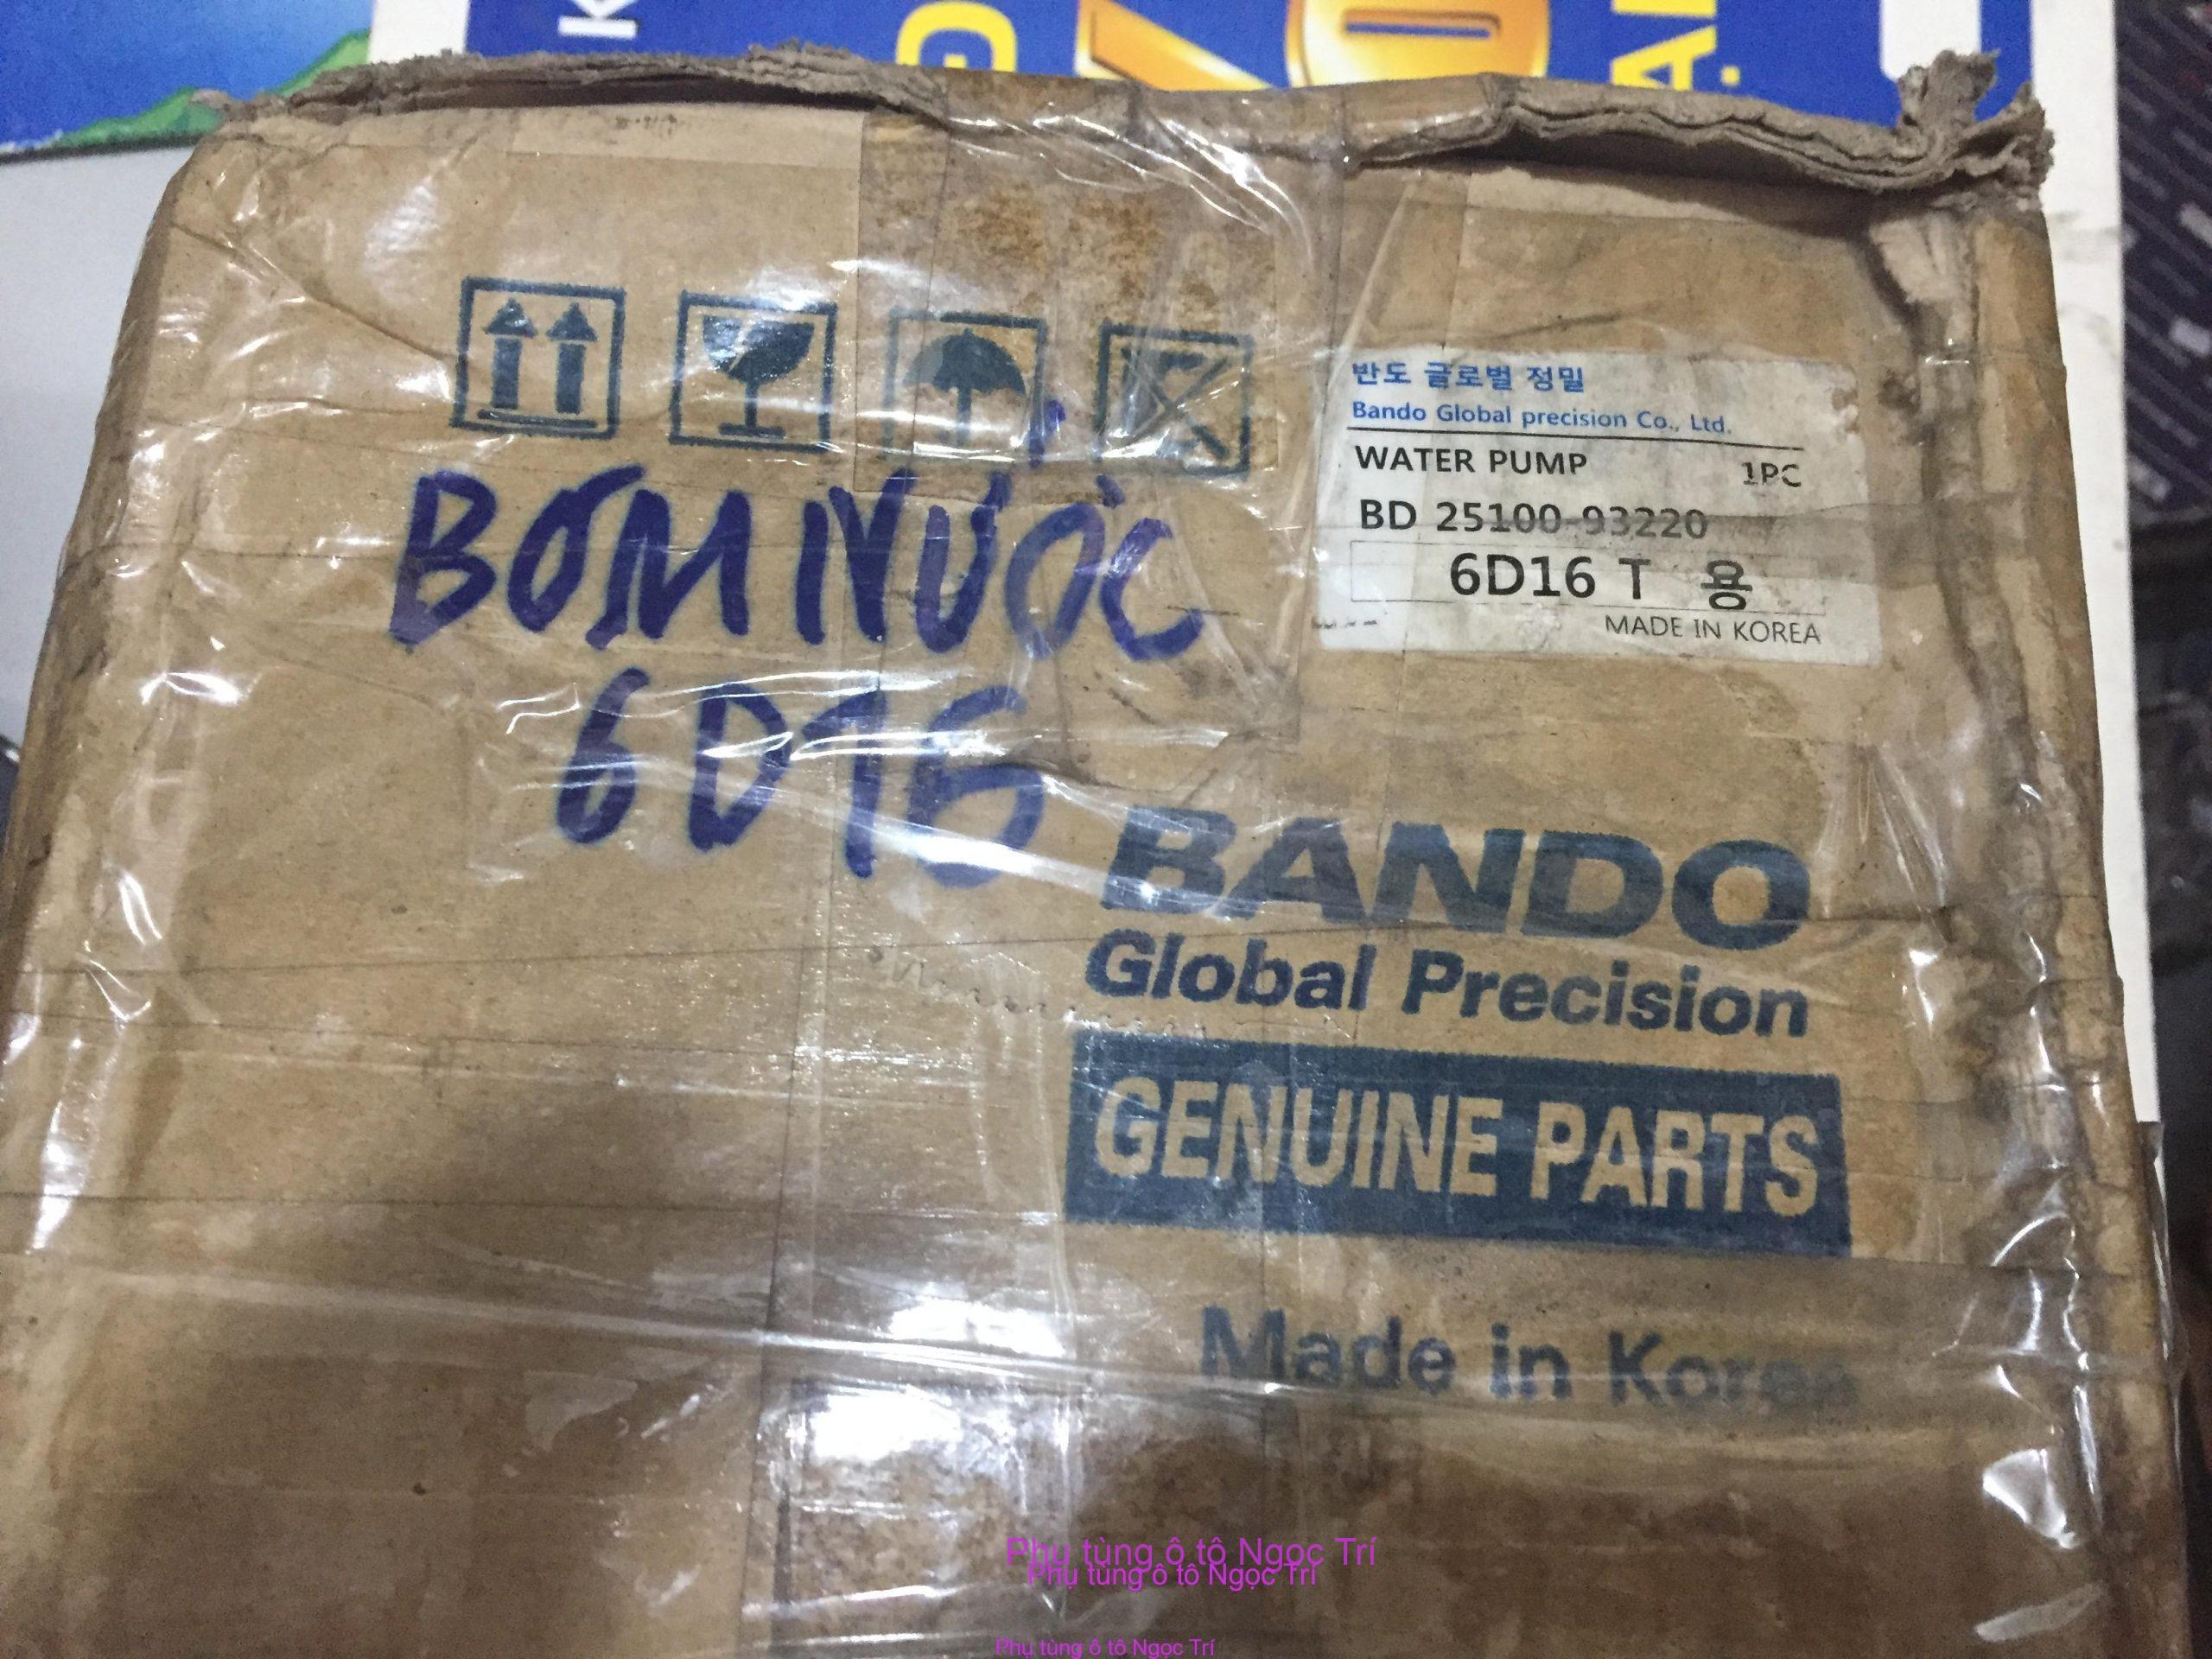 반도 글로벌 정밀
Bando Global precision Co., Ltd.
WATER PUMP 1PC
BD 25100-93220
6D16 T 용
MADE IN KOREA
BƠM NƯỚC
6D16
BANDO
Global Precision
GENUINE PARTS
Made in Korea
Phụ tùng ô tô Ngọc Trí
Phụ tùng ô tô Ngọc Trí
Phụ tùng ô tô Ngọc Trí